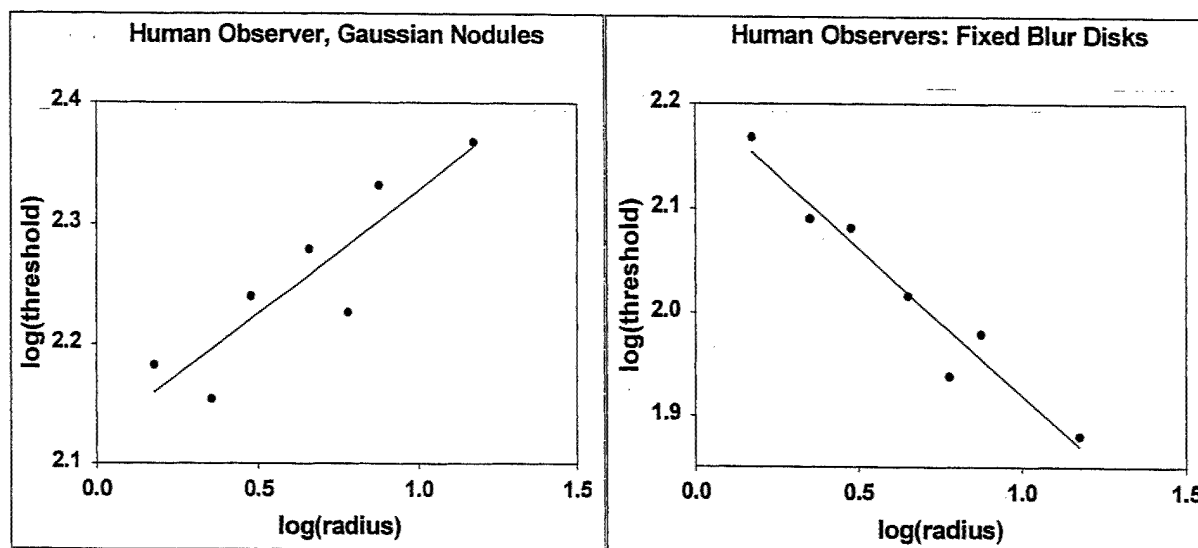 Human Observer, Gaussian Nodules
log(threshold)
2.4
2.3
2.2
2.1
0.0 0.5 1.0 1.5
log(radius)
Human Observers: Fixed Blur Disks
log(threshold)
2.2
2.1
2.0
1.9
0.0 0.5 1.0 1.5
log(radius)